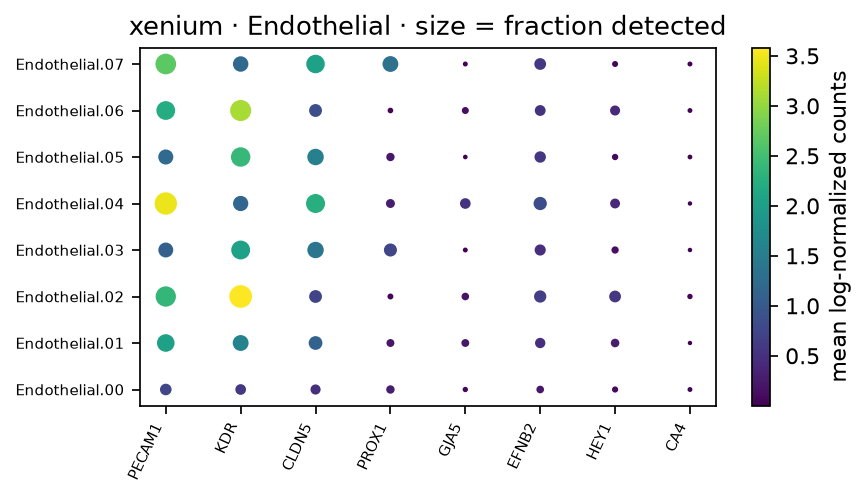 xenium · Endothelial · size = fraction detected
Endothelial.07
Endothelial.06
Endothelial.05
Endothelial.04
Endothelial.03
Endothelial.02
Endothelial.01
Endothelial.00
PECAM1
KDR
CLDN5
PROX1
GJA5
EFNB2
HEY1
CA4
3.5
3.0
2.5
2.0
1.5
1.0
0.5
mean log-normalized counts